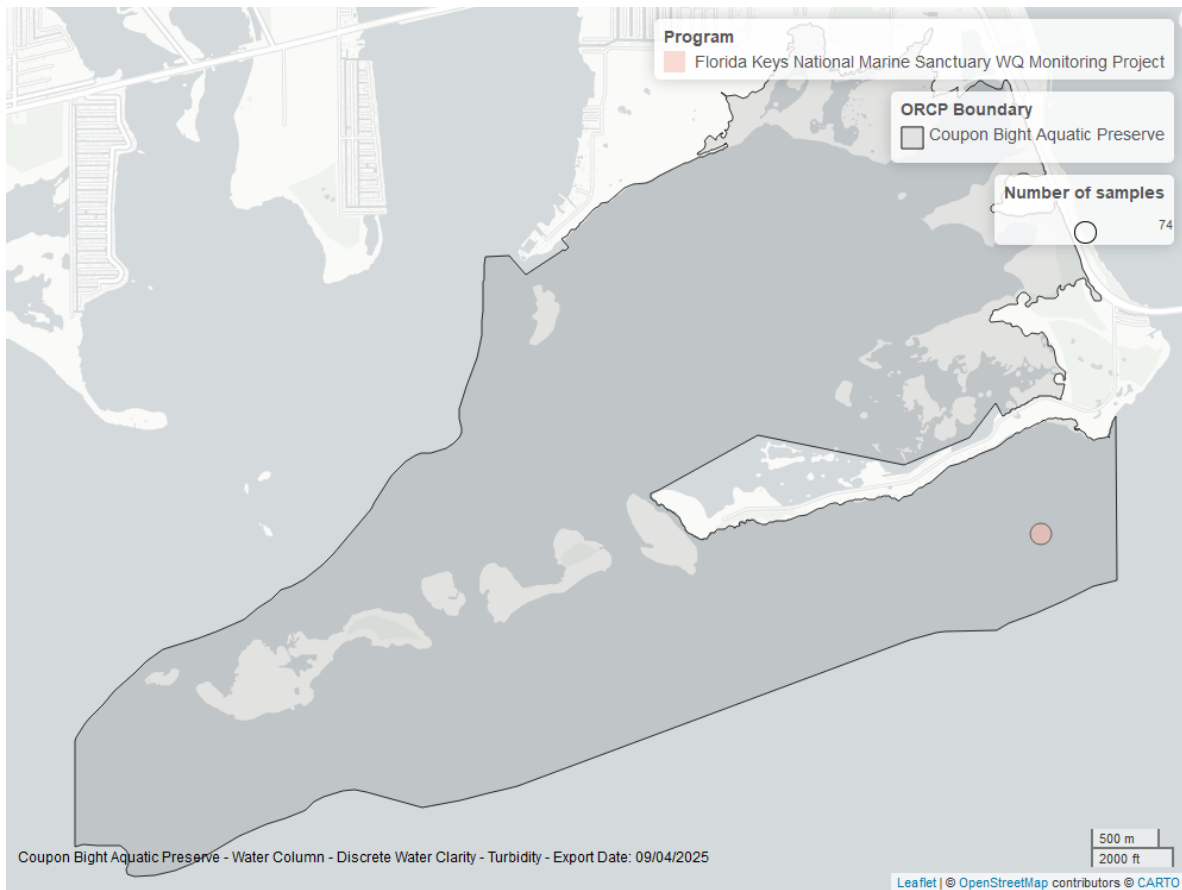 Program
Florida Keys National Marine Sanctuary WQ Monitoring Project
ORCP Boundary
Coupon Bight Aquatic Preserve
Number of samples
74
500 m
2000 ft
Coupon Bight Aquatic Preserve - Water Column - Discrete Water Clarity - Turbidity - Export Date: 09/04/2025
Leaflet | © OpenStreetMap contributors © CARTO